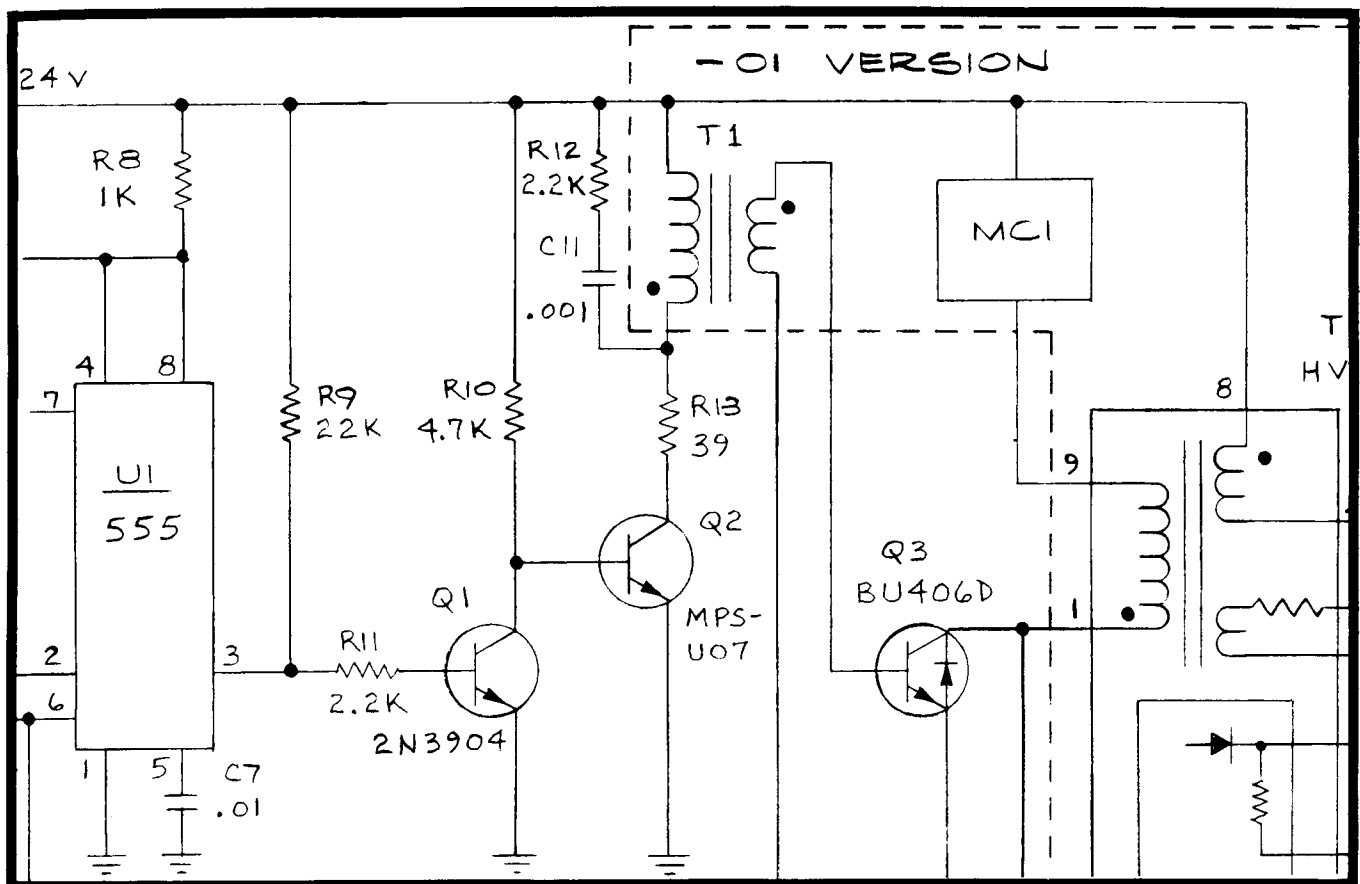 -01 VERSION
24V
T1
R8
1K
R12
2.2K
C11
.001
MC1
T
HV
4
8
7
R9
22K
R10
4.7K
R13
39
8
9
U1
555
Q2
Q3
BU406D
Q1
MPS-
U07
1
2
3
R11
2.2K
6
2N3904
1
5
C7
.01